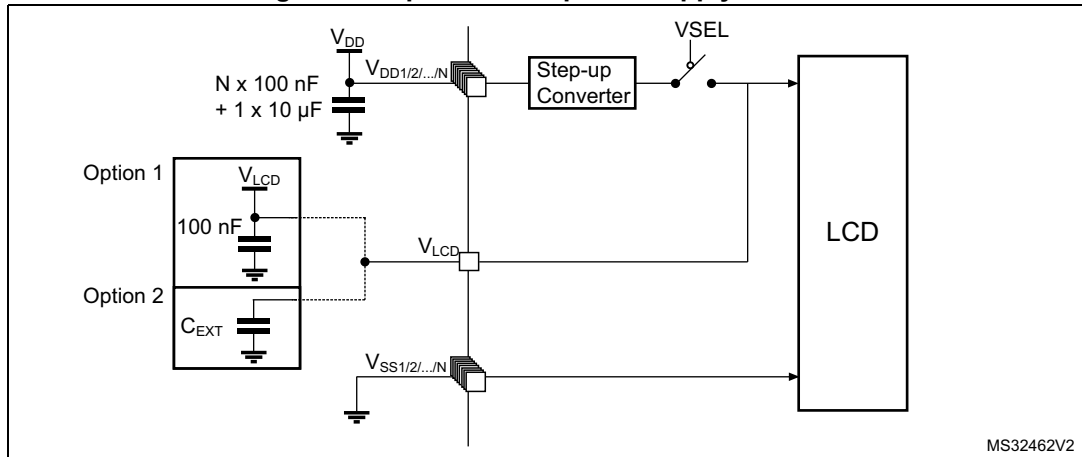 VSEL
VDD
VDD1/2/.../N
Step-up
Converter
N x 100 nF
+ 1 x 10 µF
Option 1
VLCD
100 nF
VLCD
LCD
Option 2
CEXT
VSS1/2/.../N
MS32462V2